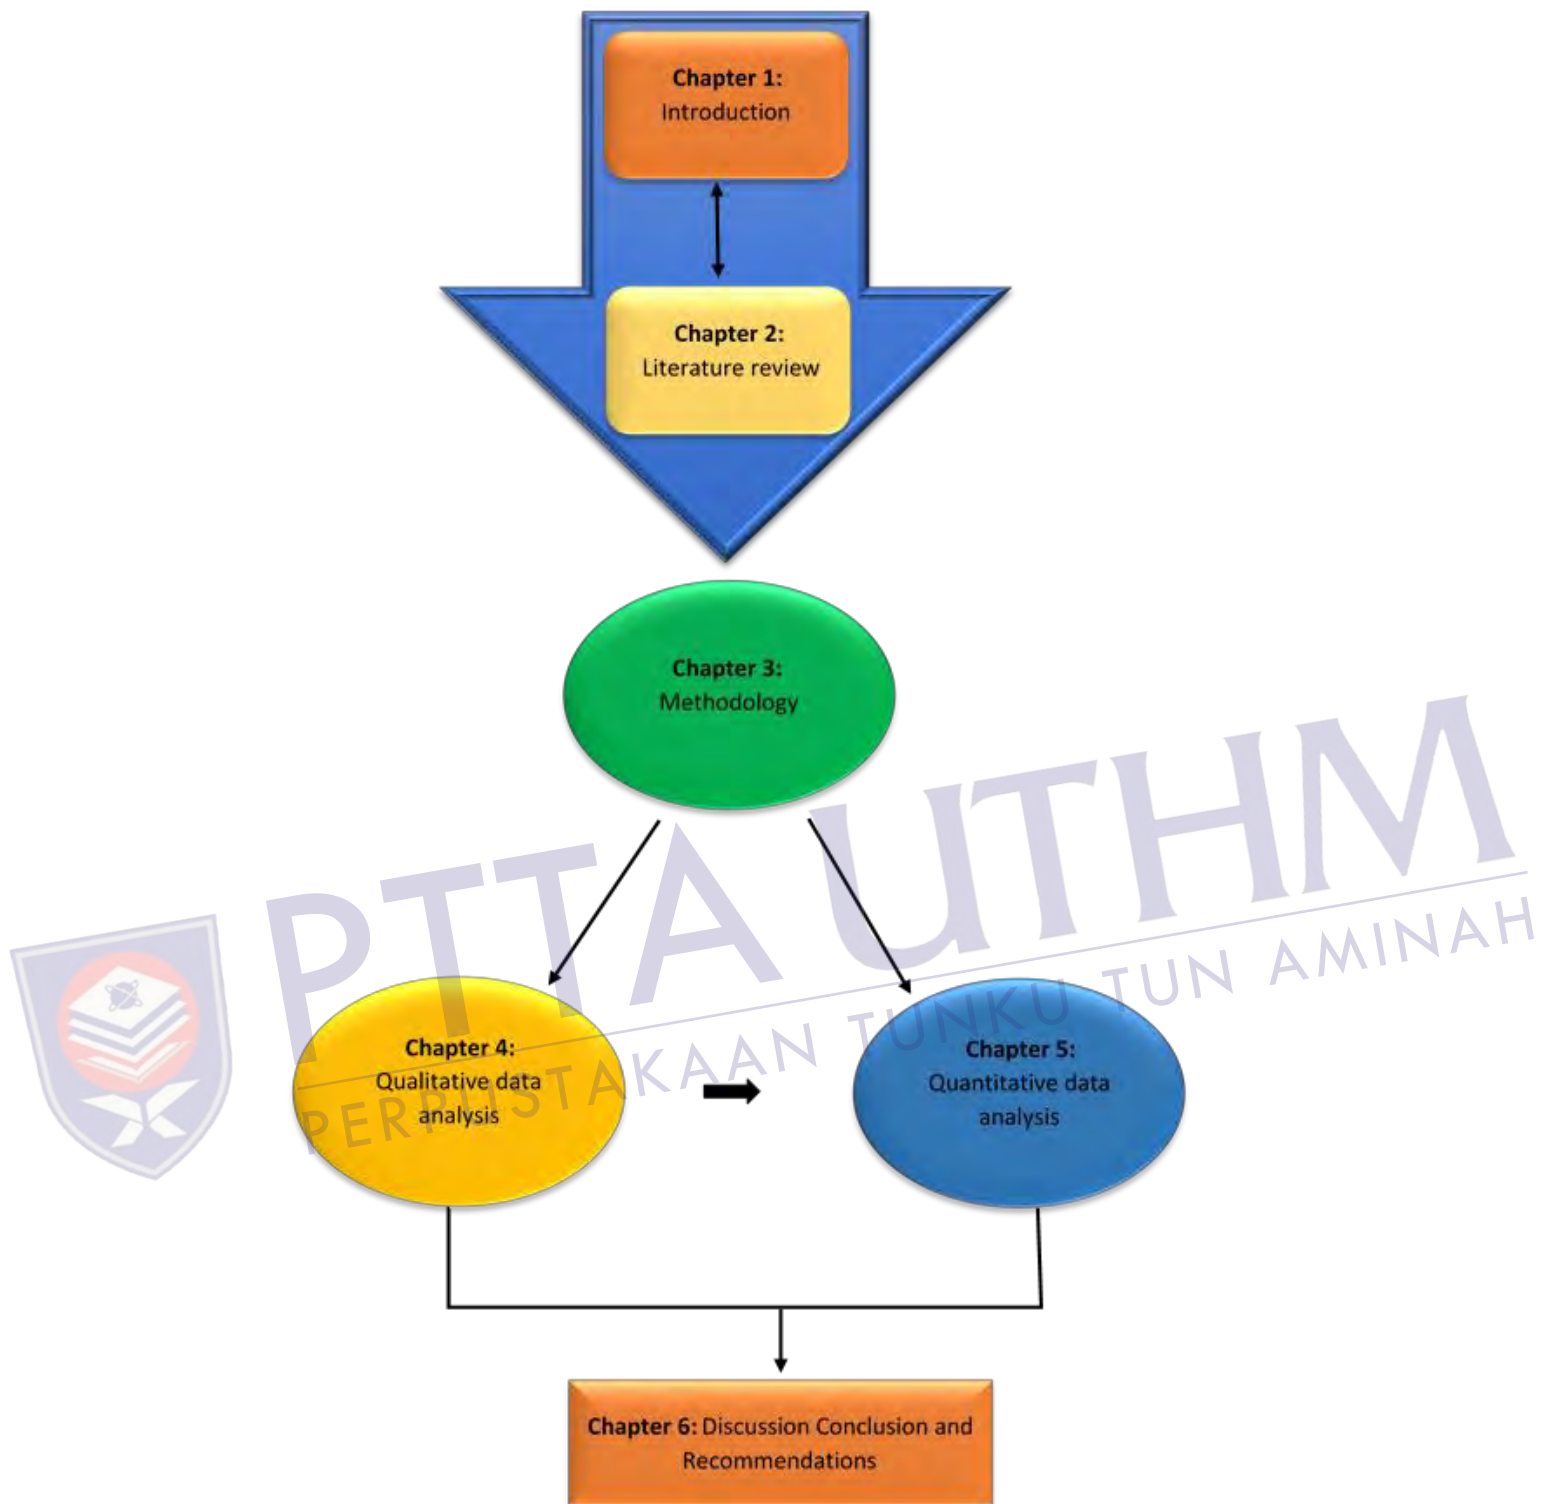 Chapter 1:
Introduction
Chapter 2:
Literature review
Chapter 3:
Methodology
PTTA UTHM
PERPUSTAKAAN TUNKU TUN AMINAH
Chapter 4:
Qualitative data
analysis
Chapter 5:
Quantitative data
analysis
Chapter 6: Discussion Conclusion and
Recommendations